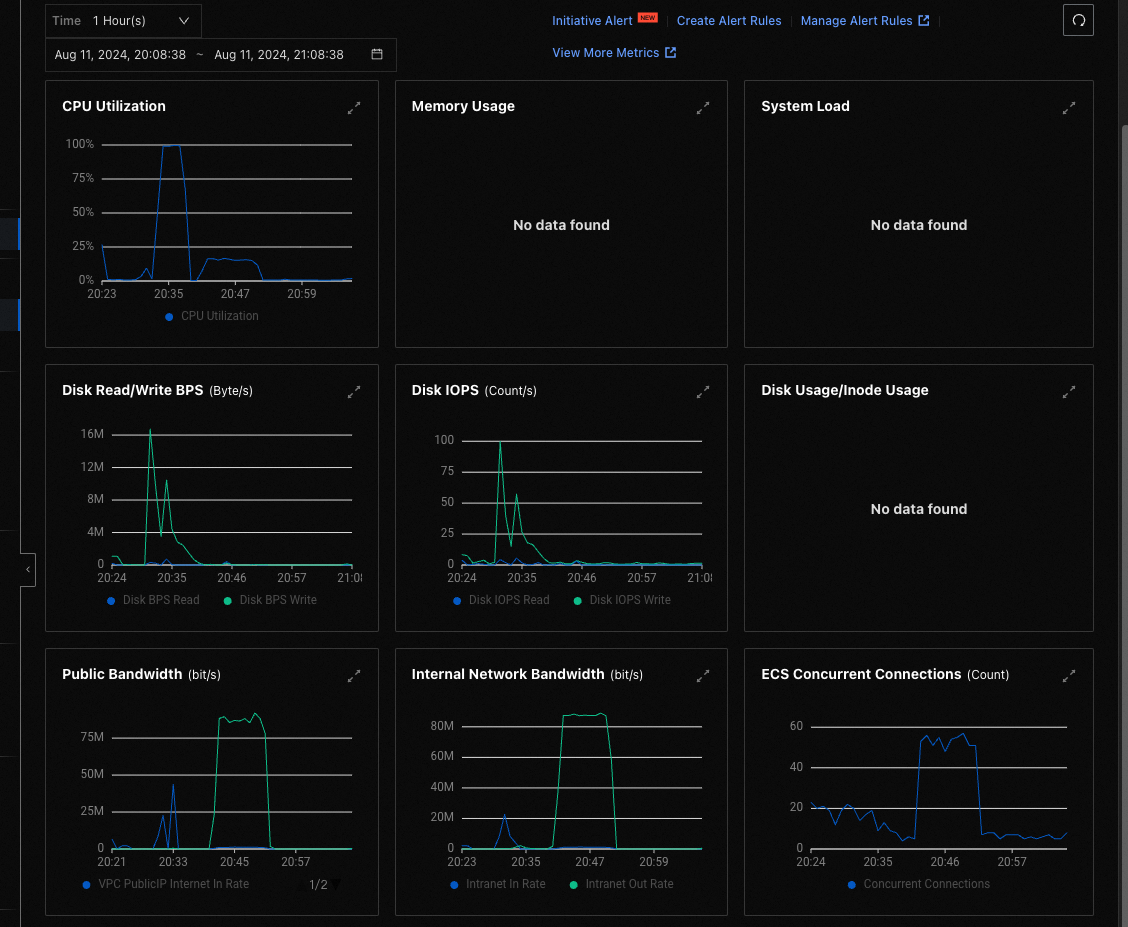 Time 1 Hour(s)
Initiative Alert NEW Create Alert Rules Manage Alert Rules
Aug 11, 2024, 20:08:38 ~ Aug 11, 2024, 21:08:38
View More Metrics
CPU Utilization
100%
75%
50%
25%
0%
20:23 20:35 20:47 20:59
CPU Utilization
Memory Usage
No data found
System Load
No data found
Disk Read/Write BPS (Byte/s)
16M
12M
8M
4M
0
20:24 20:35 20:46 20:57 21:08
Disk BPS Read Disk BPS Write
Disk IOPS (Count/s)
100
75
50
25
0
20:24 20:35 20:46 20:57 21:08
Disk IOPS Read Disk IOPS Write
Disk Usage/Inode Usage
No data found
Public Bandwidth (bit/s)
75M
50M
25M
0
20:21 20:33 20:45 20:57
VPC PublicIP Internet In Rate 1/2
Internal Network Bandwidth (bit/s)
80M
60M
40M
20M
0
20:23 20:35 20:47 20:59
Intranet In Rate Intranet Out Rate
ECS Concurrent Connections (Count)
60
40
20
0
20:24 20:35 20:46 20:57
Concurrent Connections